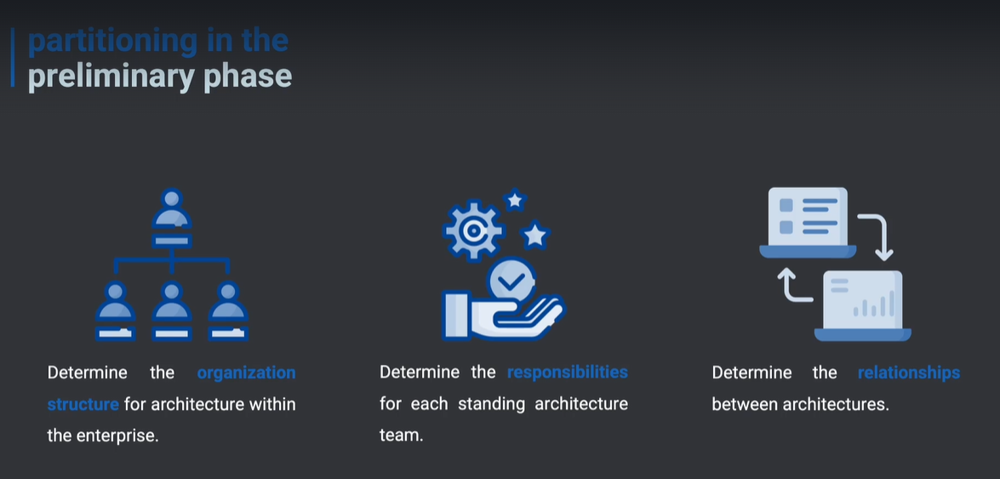 partitioning in the
preliminary phase
Determine the organization
structure for architecture within
the enterprise.
Determine the responsibilities
for each standing architecture
team.
Determine the relationships
between architectures.